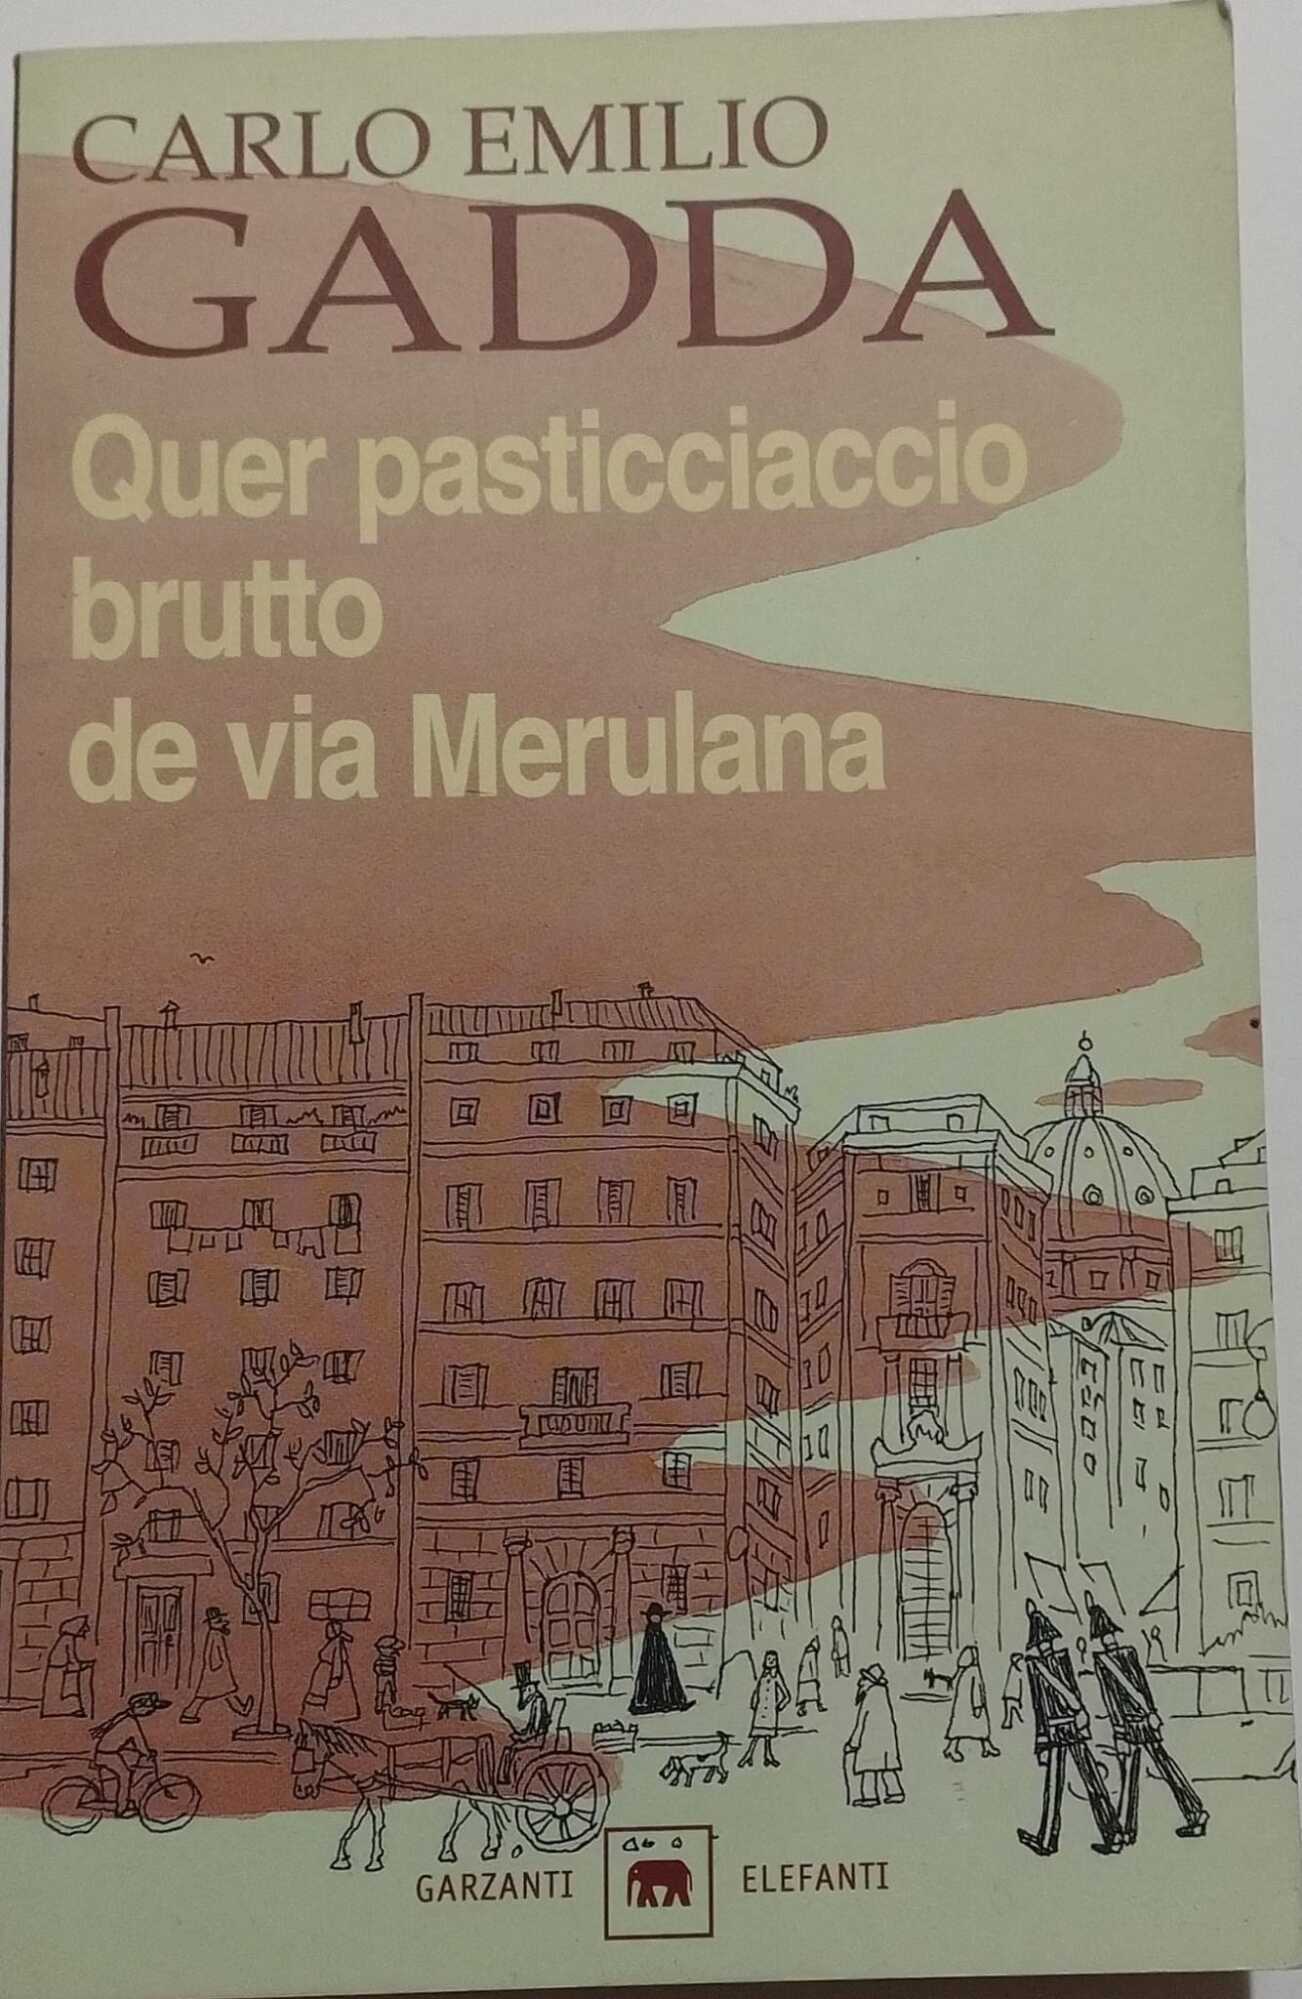 CARLO EMILIO
GADDA
Quer pasticciaccio
brutto
de via Merulana
GARZANTI ELEFANTI